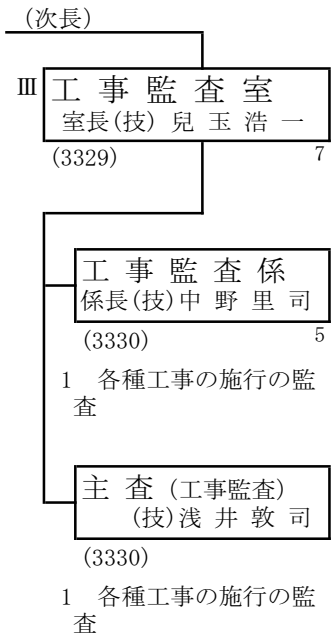 (次長)
Ⅲ 工事監査室
室長(技) 兒玉浩一
(3329) 7
工事監査係
係長(技)中野里司
(3330) 5
1 各種工事の施行の監
査
主査(工事監査)
(技)浅井敦司
(3330)
1 各種工事の施行の監
査